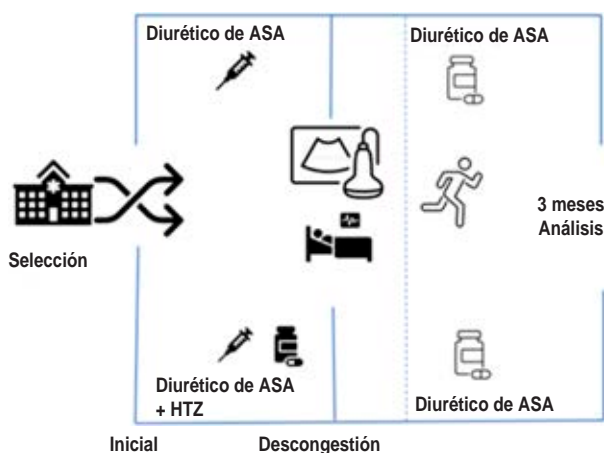 Diurético de ASA
Diurético de ASA
3 meses
Análisis
Selección
Diurético de ASA
+ HTZ
Diurético de ASA
Inicial
Descongestión